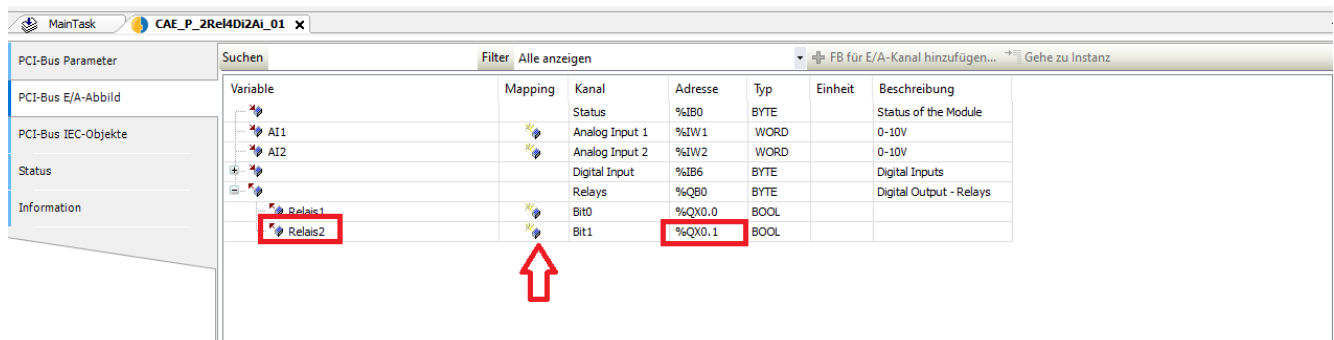 MainTask CAE_P_2Rel4Di2Ai_01 x
PCI-Bus Parameter
PCI-Bus E/A-Abbild
PCI-Bus IEC-Objekte
Status
Information
Suchen Filter Alle anzeigen FB für E/A-Kanal hinzufügen... Gehe zu Instanz
Variable Mapping Kanal Adresse Typ Einheit Beschreibung
Status %IB0 BYTE Status of the Module
AI1 Analog Input 1 %IW1 WORD 0-10V
AI2 Analog Input 2 %IW2 WORD 0-10V
Digital Input %IB6 BYTE Digital Inputs
Relays %QB0 BYTE Digital Output - Relays
Relais1 Bit0 %QX0.0 BOOL
Relais2 Bit1 %QX0.1 BOOL